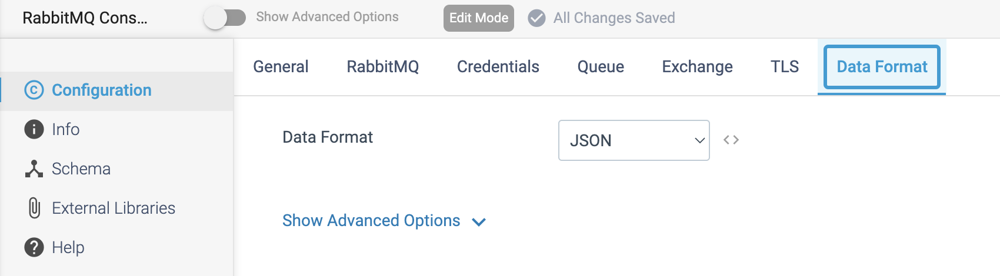 RabbitMQ Cons...
Show Advanced Options
Edit Mode
All Changes Saved
General
RabbitMQ
Credentials
Queue
Exchange
TLS
Data Format
Configuration
Info
Schema
External Libraries
Help
Data Format
JSON
Show Advanced Options